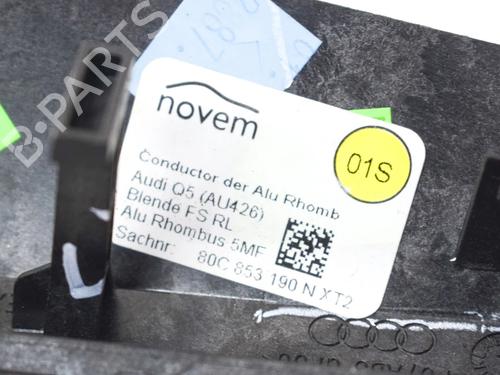 B-PARTS
novem
01S
Conductor der Alu Rhomb
Audi Q5 (AU426)
Blende FS RL
Alu Rhombus 5MF
Sachnr: 80C 853 190 N XT2